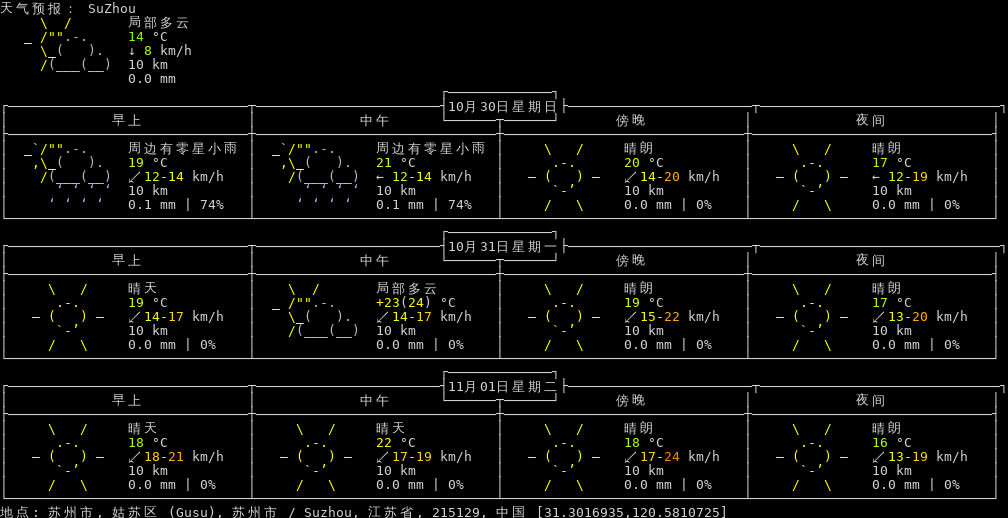 天气预报： SuZhou
局部多云
14 °C
↓ 8 km/h
10 km
0.0 mm
10月30日星期日
早上 中午 傍晚 夜间
周边有零星小雨 周边有零星小雨 晴朗 晴朗
19 °C 21 °C 20 °C 17 °C
↙12-14 km/h ← 12-14 km/h ↙14-20 km/h ← 12-19 km/h
10 km 10 km 10 km 10 km
0.1 mm | 74% 0.1 mm | 74% 0.0 mm | 0% 0.0 mm | 0%
10月31日星期一
早上 中午 傍晚 夜间
晴天 局部多云 晴朗 晴朗
19 °C +23(24) °C 19 °C 17 °C
↙14-17 km/h ↙14-17 km/h ↙15-22 km/h ↙13-20 km/h
10 km 10 km 10 km 10 km
0.0 mm | 0% 0.0 mm | 0% 0.0 mm | 0% 0.0 mm | 0%
11月01日星期二
早上 中午 傍晚 夜间
晴天 晴天 晴朗 晴朗
18 °C 22 °C 18 °C 16 °C
↙18-21 km/h ↙17-19 km/h ↙17-24 km/h ↙13-19 km/h
10 km 10 km 10 km 10 km
0.0 mm | 0% 0.0 mm | 0% 0.0 mm | 0% 0.0 mm | 0%
地点: 苏州市, 姑苏区 (Gusu), 苏州市 / Suzhou, 江苏省, 215129, 中国 [31.3016935,120.5810725]